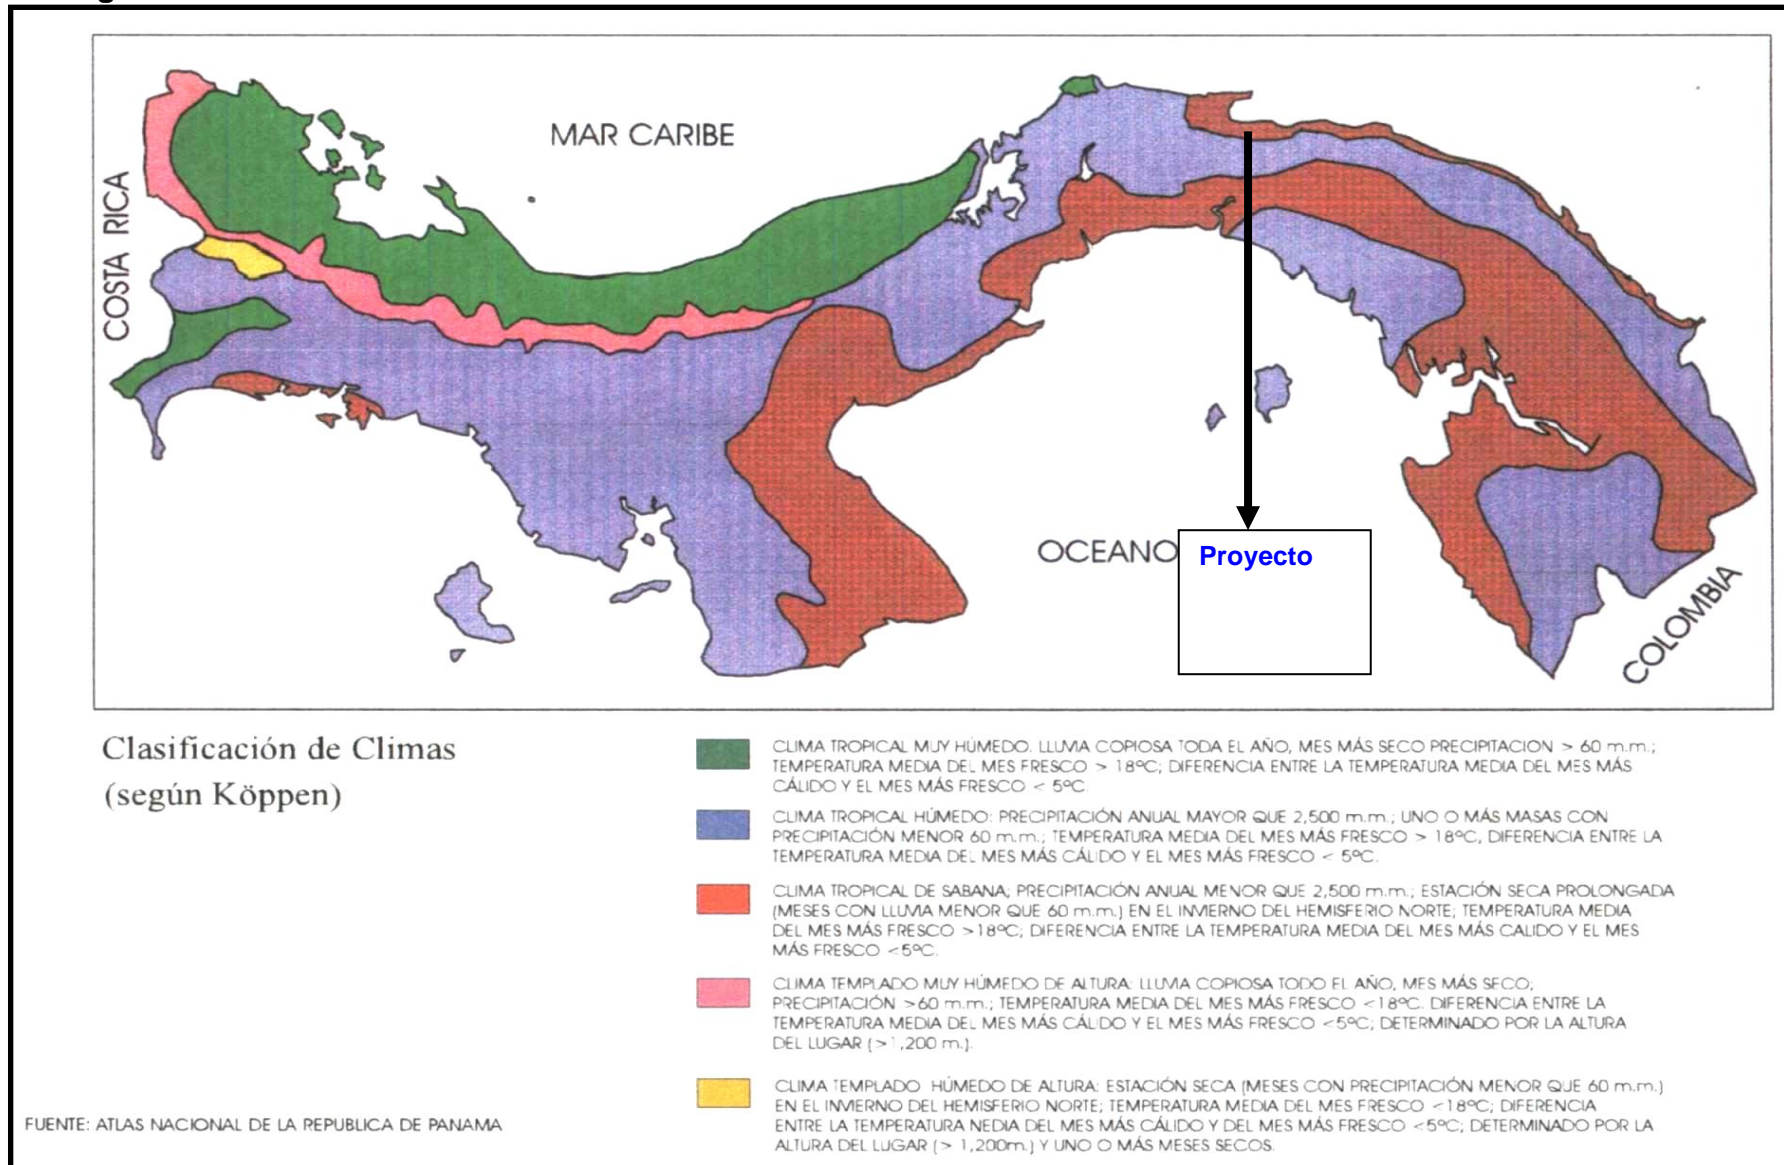 MAR CARIBE
COSTA RICA
OCEANO
Proyecto
COLOMBIA
Clasificación de Climas
(según Köppen)
CLIMA TROPICAL MUY HÚMEDO. LLUVIA COPIOSA TODA EL AÑO, MES MÁS SECO PRECIPITACION > 60 m.m.;
TEMPERATURA MEDIA DEL MES FRESCO > 18ºC; DIFERENCIA ENTRE LA TEMPERATURA MEDIA DEL MES MÁS
CÁLIDO Y EL MES MÁS FRESCO < 5ºC.
CLIMA TROPICAL HÚMEDO: PRECIPITACIÓN ANUAL MAYOR QUE 2,500 m.m.; UNO O MÁS MASAS CON
PRECIPITACIÓN MENOR 60 m.m.; TEMPERATURA MEDIA DEL MES MÁS FRESCO > 18ºC, DIFERENCIA ENTRE LA
TEMPERATURA MEDIA DEL MES MÁS CÁLIDO Y EL MES MÁS FRESCO < 5ºC.
CLIMA TROPICAL DE SABANA; PRECIPITACIÓN ANUAL MENOR QUE 2,500 m.m.; ESTACIÓN SECA PROLONGADA
(MESES CON LLUVIA MENOR QUE 60 m.m.) EN EL INVIERNO DEL HEMISFERIO NORTE; TEMPERATURA MEDIA
DEL MES MÁS FRESCO >18ºC; DIFERENCIA ENTRE LA TEMPERATURA MEDIA DEL MES MÁS CALIDO Y EL MES
MÁS FRESCO <5ºC.
CLIMA TEMPLADO MUY HÚMEDO DE ALTURA: LLUVIA COPIOSA TODO EL AÑO, MES MÁS SECO;
PRECIPITACIÓN >60 m.m.; TEMPERATURA MEDIA DEL MES MÁS FRESCO <18ºC. DIFERENCIA ENTRE LA
TEMPERATURA MEDIA DEL MES MÁS CÁLIDO Y EL MES MÁS FRESCO <5ºC; DETERMINADO POR LA ALTURA
DEL LUGAR (>1,200 m.).
CLIMA TEMPLADO HÚMEDO DE ALTURA: ESTACIÓN SECA (MESES CON PRECIPITACIÓN MENOR QUE 60 m.m.)
EN EL INVIERNO DEL HEMISFERIO NORTE; TEMPERATURA MEDIA DEL MES FRESCO <18ºC; DIFERENCIA
ENTRE LA TEMPERATURA NEDIA DEL MES MÁS CÁLIDO Y DEL MES MÁS FRESCO <5ºC; DETERMINADO POR LA
ALTURA DEL LUGAR (> 1,200m.) Y UNO O MÁS MESES SECOS.
FUENTE: ATLAS NACIONAL DE LA REPUBLICA DE PANAMA